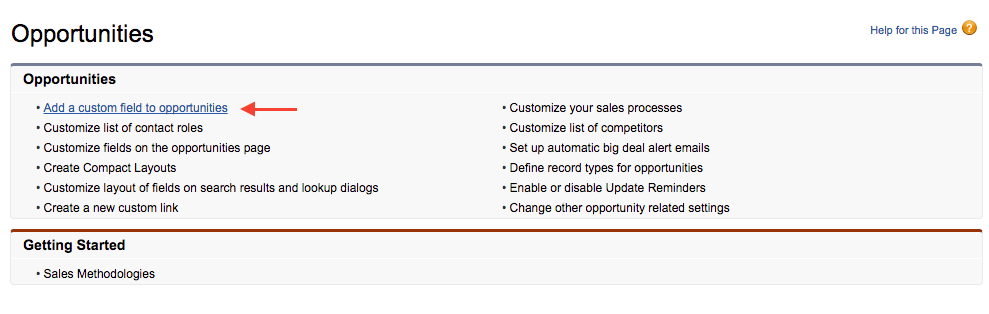 Opportunities
Help for this Page
Opportunities
• Add a custom field to opportunities
• Customize list of contact roles
• Customize fields on the opportunities page
• Create Compact Layouts
• Customize layout of fields on search results and lookup dialogs
• Create a new custom link
• Customize your sales processes
• Customize list of competitors
• Set up automatic big deal alert emails
• Define record types for opportunities
• Enable or disable Update Reminders
• Change other opportunity related settings
Getting Started
• Sales Methodologies